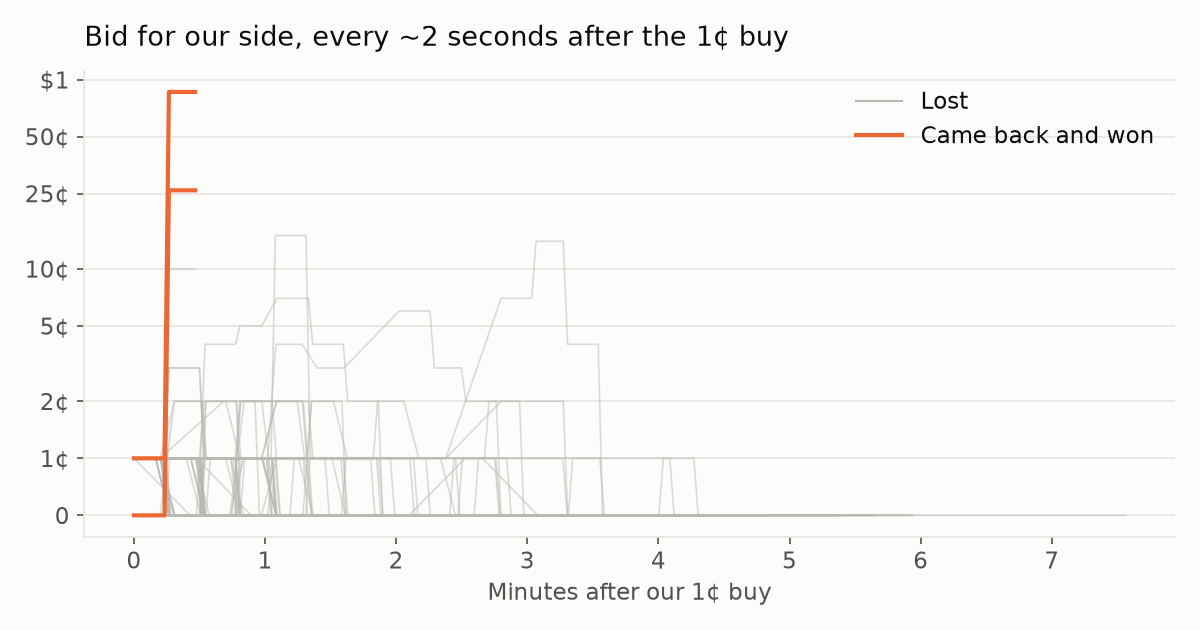 Bid for our side, every ~2 seconds after the 1¢ buy
$1
50¢
25¢
10¢
5¢
2¢
1¢
0
Lost
Came back and won
0 1 2 3 4 5 6 7
Minutes after our 1¢ buy